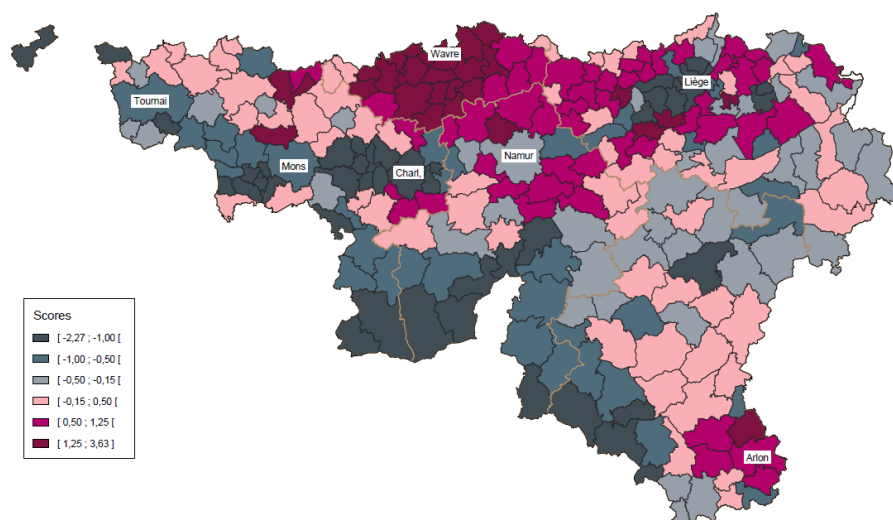 Wavre
Liège
Tournai
Namur
Mons
Charl.
Scores
[ -2,27 ; -1,00 [
[ -1,00 ; -0,50 [
[ -0,50 ; -0,15 [
[ -0,15 ; 0,50 [
[ 0,50 ; 1,25 [
[ 1,25 ; 3,63 ]
Arlon